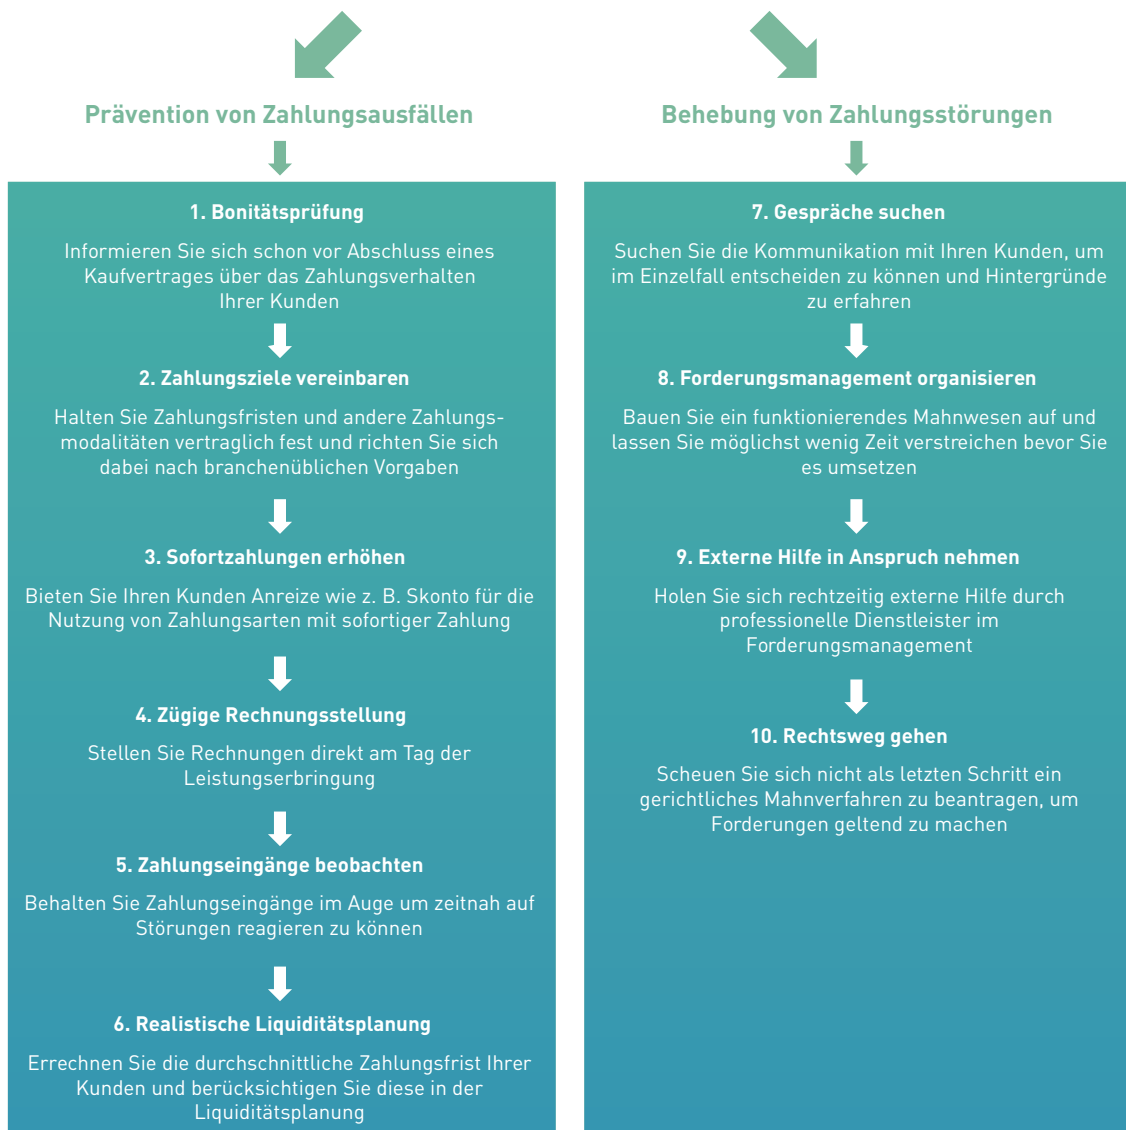 Prävention von Zahlungsausfällen
1. Bonitätsprüfung
Informieren Sie sich schon vor Abschluss eines
Kaufvertrages über das Zahlungsverhalten
Ihrer Kunden
2. Zahlungsziele vereinbaren
Halten Sie Zahlungsfristen und andere Zahlungs-
modalitäten vertraglich fest und richten Sie sich
dabei nach branchenüblichen Vorgaben
3. Sofortzahlungen erhöhen
Bieten Sie Ihren Kunden Anreize wie z. B. Skonto für die
Nutzung von Zahlungsarten mit sofortiger Zahlung
4. Zügige Rechnungsstellung
Stellen Sie Rechnungen direkt am Tag der
Leistungserbringung
5. Zahlungseingänge beobachten
Behalten Sie Zahlungseingänge im Auge um zeitnah auf
Störungen reagieren zu können
6. Realistische Liquiditätsplanung
Errechnen Sie die durchschnittliche Zahlungsfrist Ihrer
Kunden und berücksichtigen Sie diese in der
Liquiditätsplanung
Behebung von Zahlungsstörungen
7. Gespräche suchen
Suchen Sie die Kommunikation mit Ihren Kunden, um
im Einzelfall entscheiden zu können und Hintergründe
zu erfahren
8. Forderungsmanagement organisieren
Bauen Sie ein funktionierendes Mahnwesen auf und
lassen Sie möglichst wenig Zeit verstreichen bevor Sie
es umsetzen
9. Externe Hilfe in Anspruch nehmen
Holen Sie sich rechtzeitig externe Hilfe durch
professionelle Dienstleister im
Forderungsmanagement
10. Rechtsweg gehen
Scheuen Sie sich nicht als letzten Schritt ein
gerichtliches Mahnverfahren zu beantragen, um
Forderungen geltend zu machen